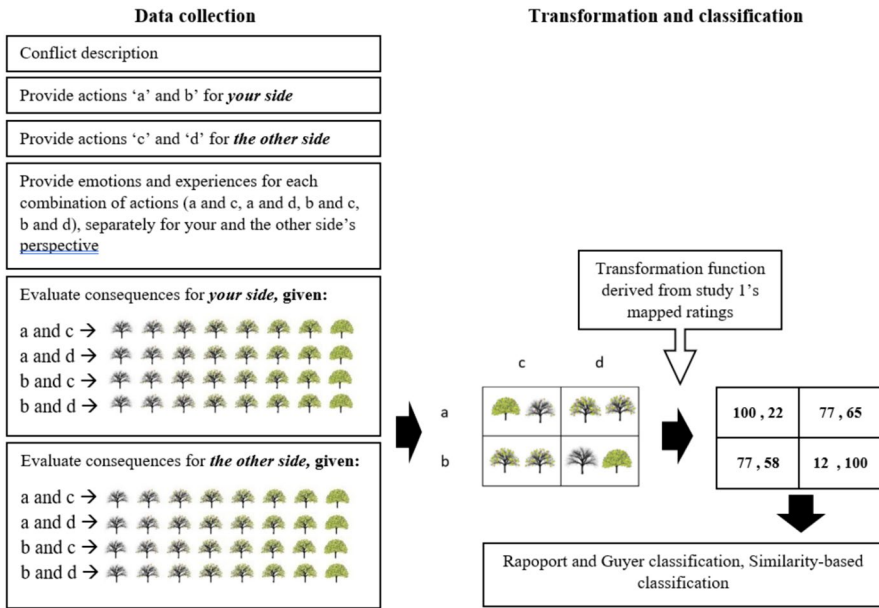 Data collection
Conflict description
Provide actions ‘a’ and b’ for your side
Provide actions ‘c’ and ‘d’ for the other side
Provide emotions and experiences for each
combination of actions (a and c, a and d, b and c,
b and d), separately for your and the other side’s
perspective
Evaluate consequences for your side, given:
a and c →
a and d →
b and c →
b and d →
Evaluate consequences for the other side, given:
a and c →
a and d →
b and c →
b and d →
Transformation and classification
Transformation function
derived from study 1’s
mapped ratings
c d
a
b
100 , 22 77 , 65
77 , 58 12 , 100
Rapoport and Guyer classification, Similarity-based
classification